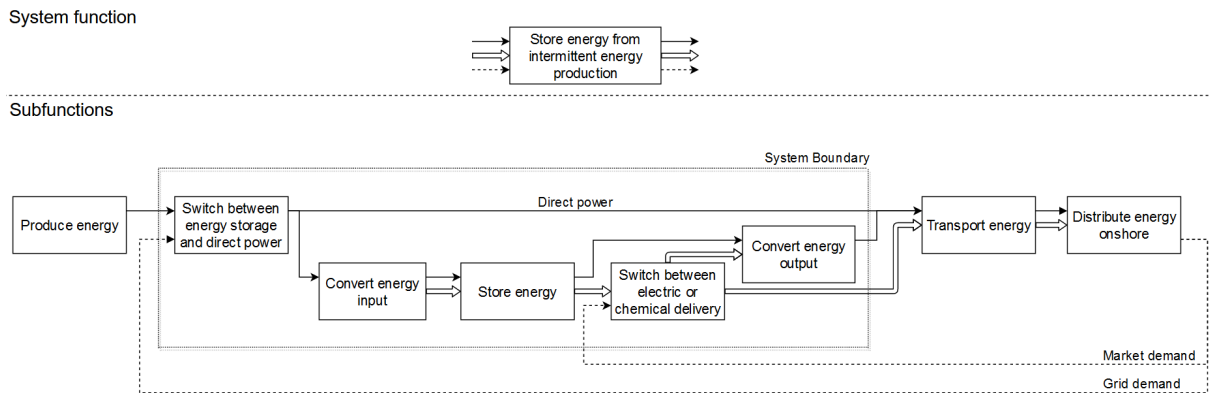 System function
Store energy from
intermittent energy
production
Subfunctions
System Boundary
Produce energy
Switch between
energy storage
and direct power
Direct power
Transport energy
Distribute energy
onshore
Convert energy
output
Convert energy
input
Store energy
Switch between
electric or
chemical delivery
Market demand
Grid demand